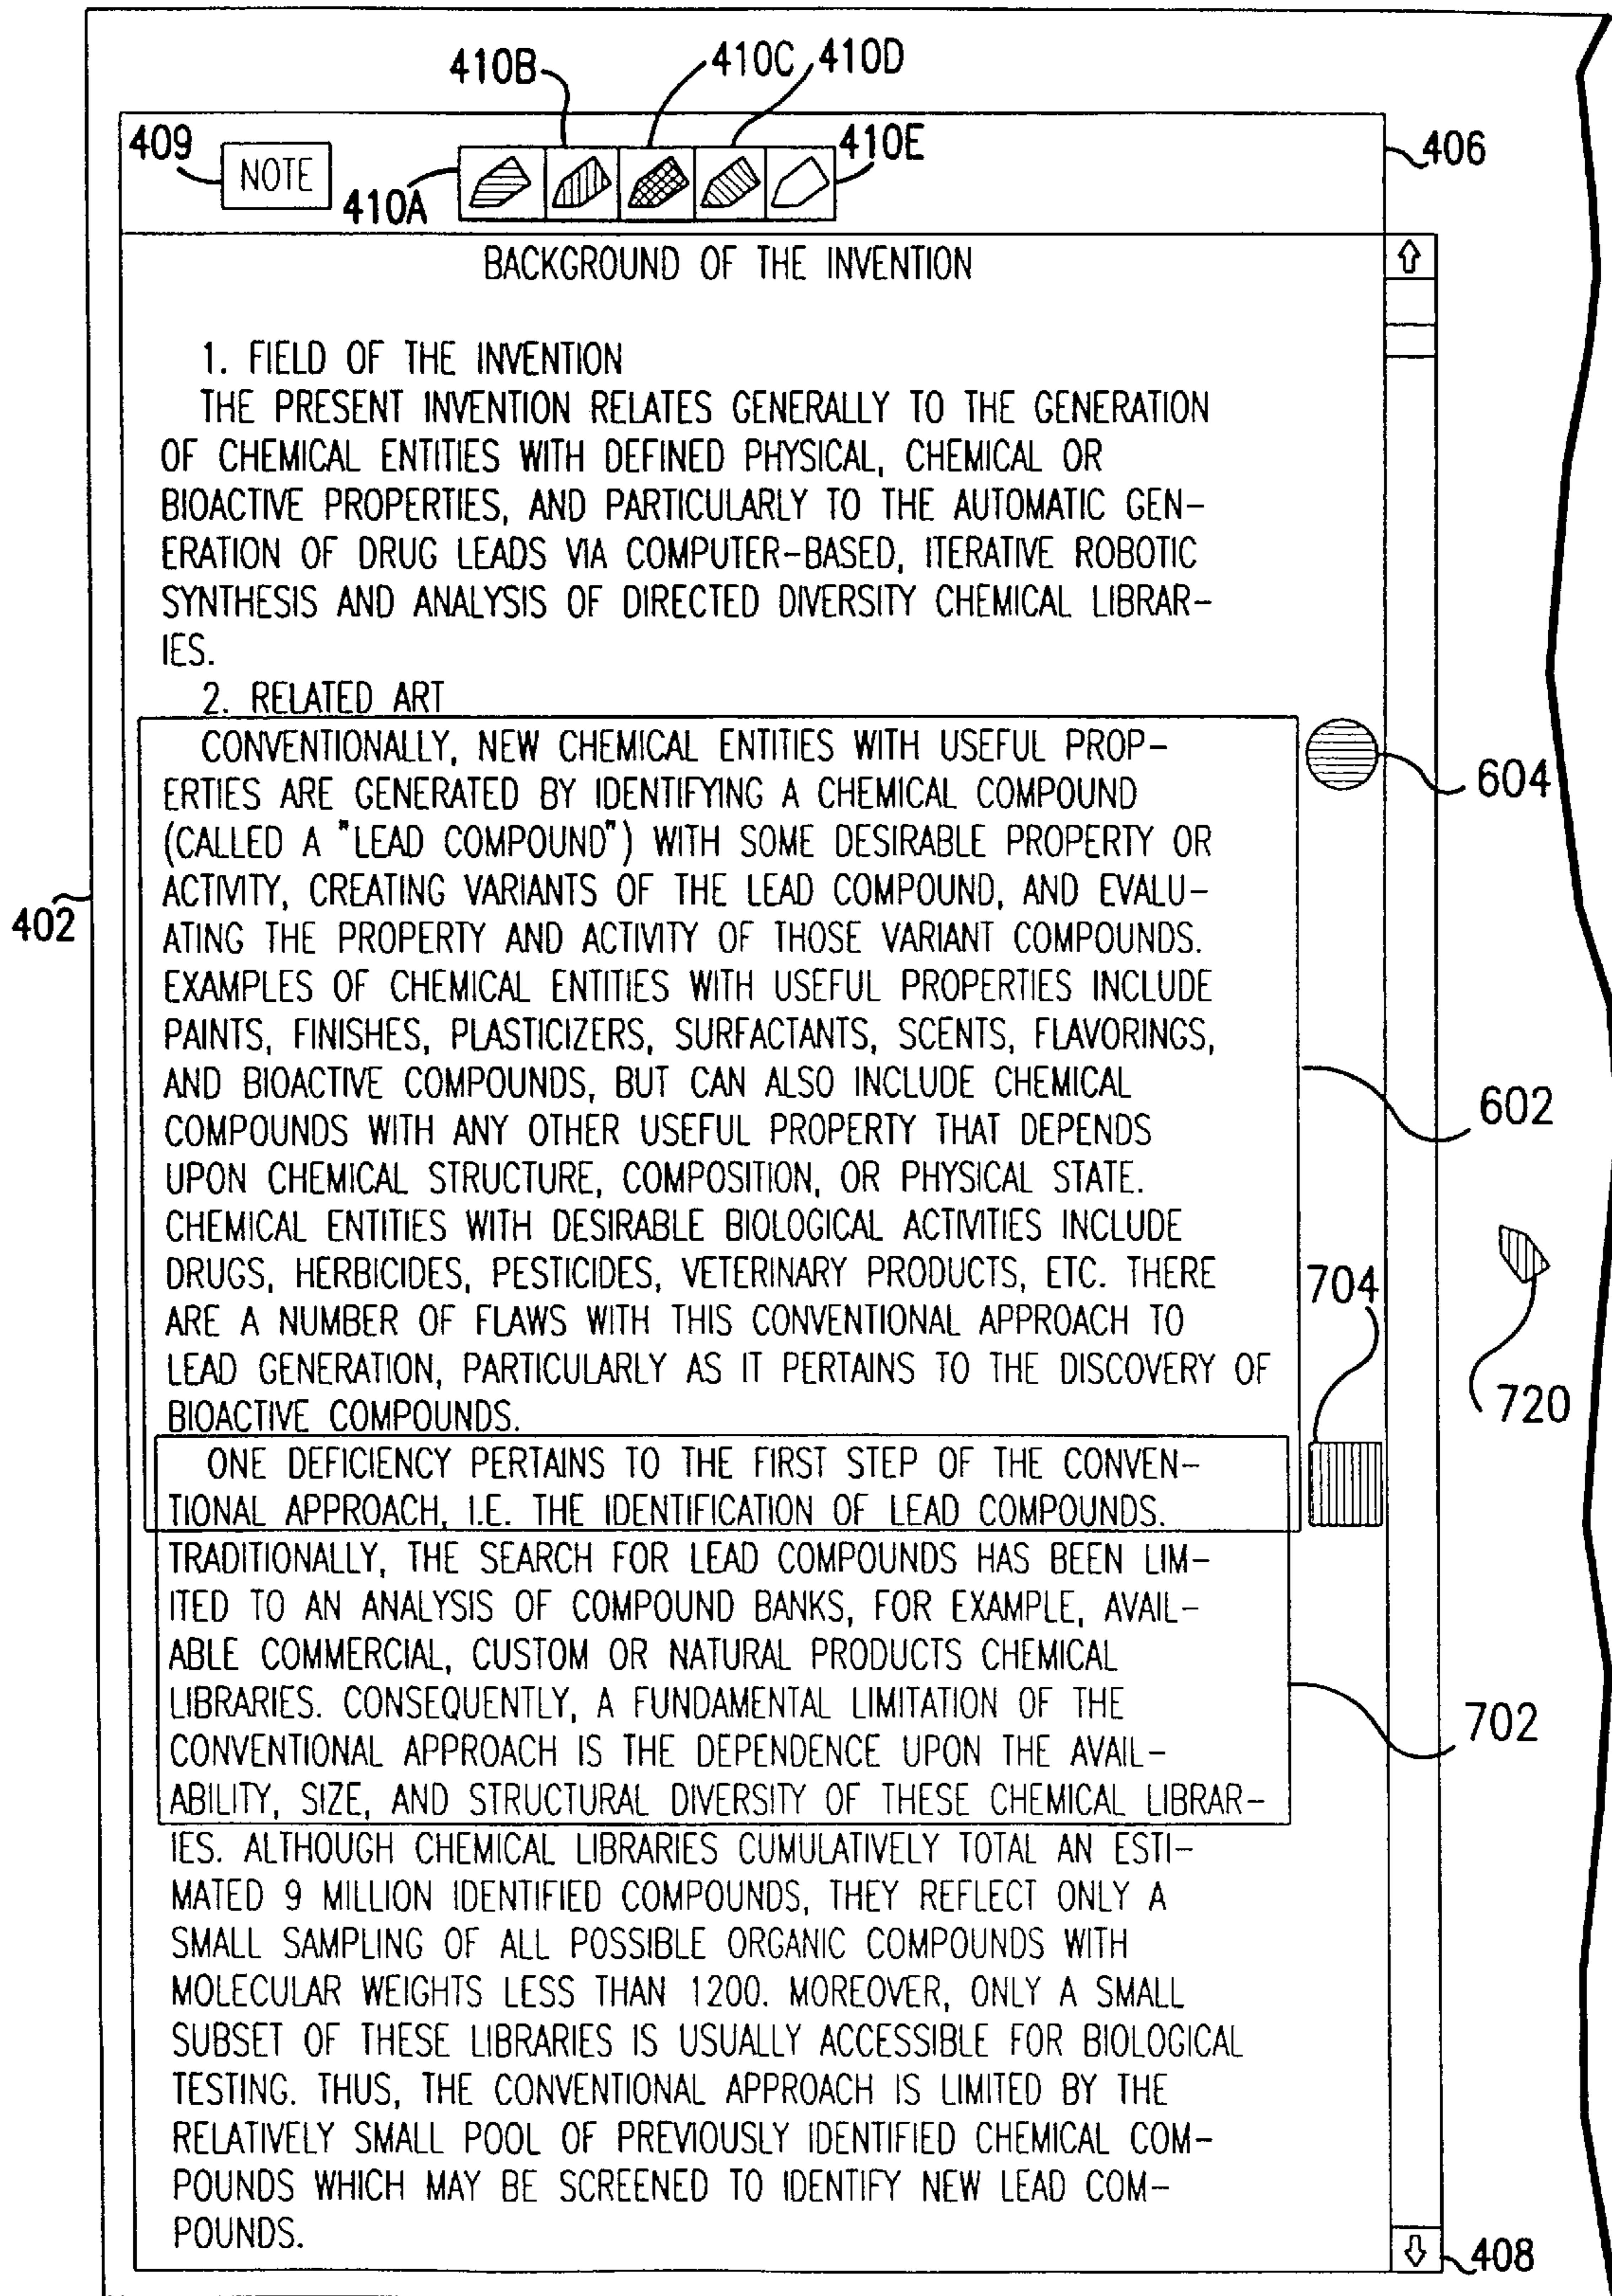 410B 410C 410D
409 NOTE 410A 410E 406
BACKGROUND OF THE INVENTION
1. FIELD OF THE INVENTION
THE PRESENT INVENTION RELATES GENERALLY TO THE GENERATION
OF CHEMICAL ENTITIES WITH DEFINED PHYSICAL, CHEMICAL OR
BIOACTIVE PROPERTIES, AND PARTICULARLY TO THE AUTOMATIC GEN-
ERATION OF DRUG LEADS VIA COMPUTER-BASED, ITERATIVE ROBOTIC
SYNTHESIS AND ANALYSIS OF DIRECTED DIVERSITY CHEMICAL LIBRAR-
IES.
2. RELATED ART
CONVENTIONALLY, NEW CHEMICAL ENTITIES WITH USEFUL PROP-
604
ERTIES ARE GENERATED BY IDENTIFYING A CHEMICAL COMPOUND
(CALLED A "LEAD COMPOUND") WITH SOME DESIRABLE PROPERTY OR
ACTIVITY, CREATING VARIANTS OF THE LEAD COMPOUND, AND EVALU-
402
ATING THE PROPERTY AND ACTIVITY OF THOSE VARIANT COMPOUNDS.
EXAMPLES OF CHEMICAL ENTITIES WITH USEFUL PROPERTIES INCLUDE
PAINTS, FINISHES, PLASTICIZERS, SURFACTANTS, SCENTS, FLAVORINGS,
AND BIOACTIVE COMPOUNDS, BUT CAN ALSO INCLUDE CHEMICAL
602
COMPOUNDS WITH ANY OTHER USEFUL PROPERTY THAT DEPENDS
UPON CHEMICAL STRUCTURE, COMPOSITION, OR PHYSICAL STATE.
CHEMICAL ENTITIES WITH DESIRABLE BIOLOGICAL ACTIVITIES INCLUDE
DRUGS, HERBICIDES, PESTICIDES, VETERINARY PRODUCTS, ETC. THERE
704
ARE A NUMBER OF FLAWS WITH THIS CONVENTIONAL APPROACH TO
LEAD GENERATION, PARTICULARLY AS IT PERTAINS TO THE DISCOVERY OF
720
BIOACTIVE COMPOUNDS.
ONE DEFICIENCY PERTAINS TO THE FIRST STEP OF THE CONVEN-
TIONAL APPROACH, I.E. THE IDENTIFICATION OF LEAD COMPOUNDS.
TRADITIONALLY, THE SEARCH FOR LEAD COMPOUNDS HAS BEEN LIM-
ITED TO AN ANALYSIS OF COMPOUND BANKS, FOR EXAMPLE, AVAIL-
ABLE COMMERCIAL, CUSTOM OR NATURAL PRODUCTS CHEMICAL
LIBRARIES. CONSEQUENTLY, A FUNDAMENTAL LIMITATION OF THE
702
CONVENTIONAL APPROACH IS THE DEPENDENCE UPON THE AVAIL-
ABILITY, SIZE, AND STRUCTURAL DIVERSITY OF THESE CHEMICAL LIBRAR-
IES. ALTHOUGH CHEMICAL LIBRARIES CUMULATIVELY TOTAL AN ESTI-
MATED 9 MILLION IDENTIFIED COMPOUNDS, THEY REFLECT ONLY A
SMALL SAMPLING OF ALL POSSIBLE ORGANIC COMPOUNDS WITH
MOLECULAR WEIGHTS LESS THAN 1200. MOREOVER, ONLY A SMALL
SUBSET OF THESE LIBRARIES IS USUALLY ACCESSIBLE FOR BIOLOGICAL
TESTING. THUS, THE CONVENTIONAL APPROACH IS LIMITED BY THE
RELATIVELY SMALL POOL OF PREVIOUSLY IDENTIFIED CHEMICAL COM-
POUNDS WHICH MAY BE SCREENED TO IDENTIFY NEW LEAD COM-
POUNDS.
408